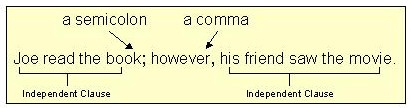 a semicolon a comma
Joe read the book; however, his friend saw the movie.
Independent Clause Independent Clause